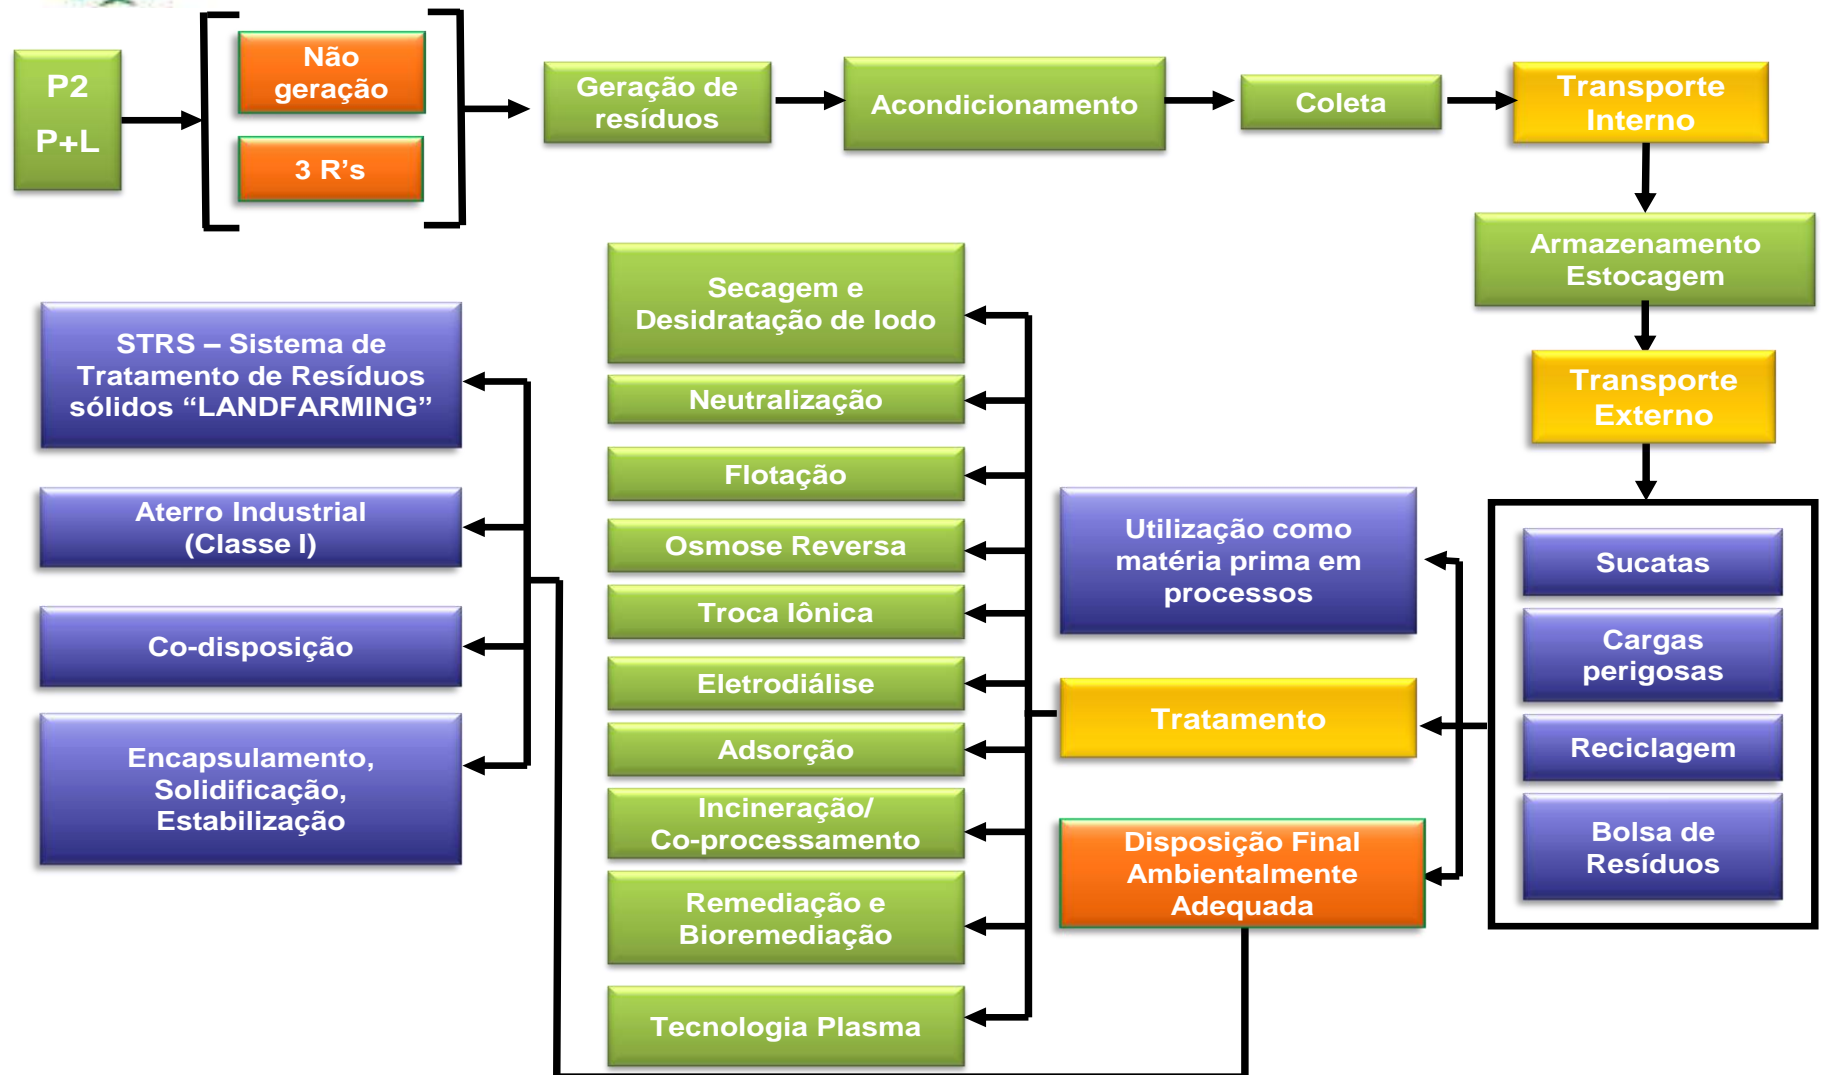 P2
P+L
Não
geração
3 R’s
Geração de
resíduos
Acondicionamento
Coleta
Transporte
Interno
Armazenamento
Estocagem
Transporte
Externo
Sucatas
Cargas
perigosas
Reciclagem
Bolsa de
Resíduos
Utilização como
matéria prima em
processos
Tratamento
Disposição Final
Ambientalmente
Adequada
Secagem e
Desidratação de lodo
Neutralização
Flotação
Osmose Reversa
Troca Iônica
Eletrodiálise
Adsorção
Incineração/
Co-processamento
Remediação e
Bioremediação
Tecnologia Plasma
STRS – Sistema de
Tratamento de Resíduos
sólidos “LANDFARMING”
Aterro Industrial
(Classe I)
Co-disposição
Encapsulamento,
Solidificação,
Estabilização